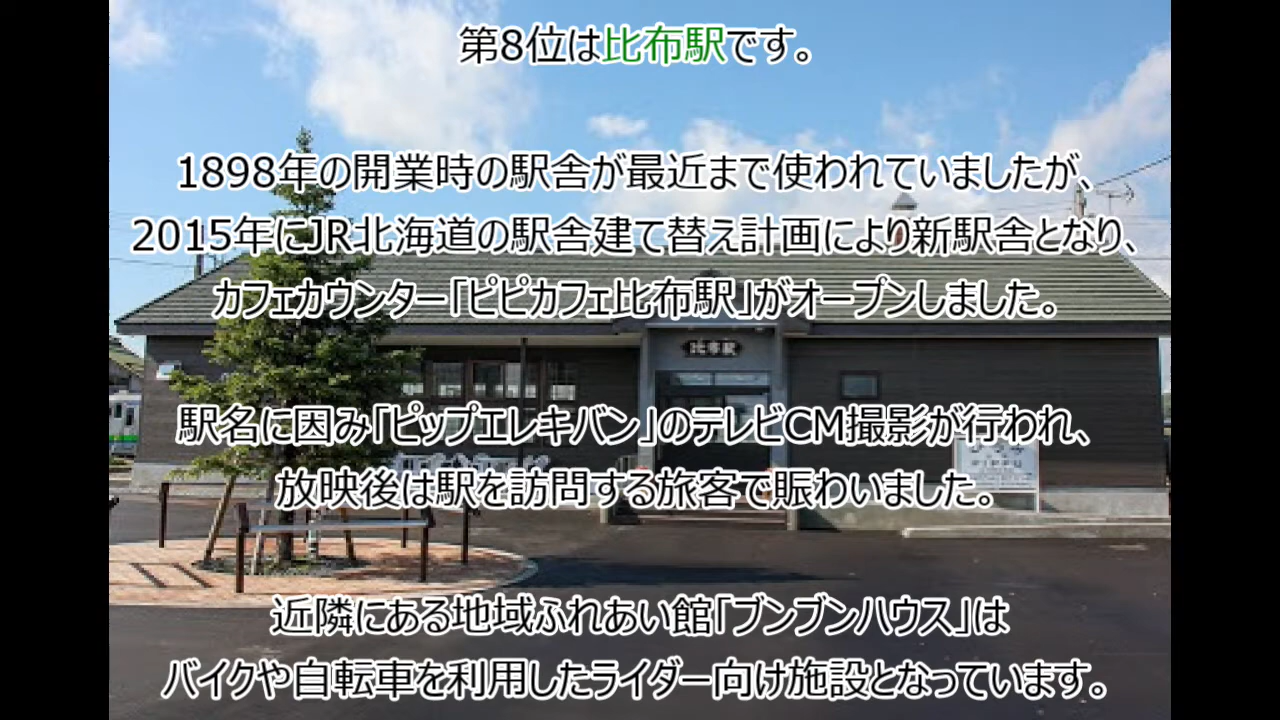 第8位は比布駅です。
1898年の開業時の駅舎が最近まで使われていましたが、
2015年にJR北海道の駅舎建て替え計画により新駅舎となり、
カフェカウンター「ピピカフェ比布駅」がオープンしました。
比布駅
駅名に因み「ピップエレキバン」のテレビCM撮影が行われ、
放映後は駅を訪問する旅客で賑わいました。
近隣にある地域ふれあい館「ブンブンハウス」は
バイクや自転車を利用したライダー向け施設となっています。